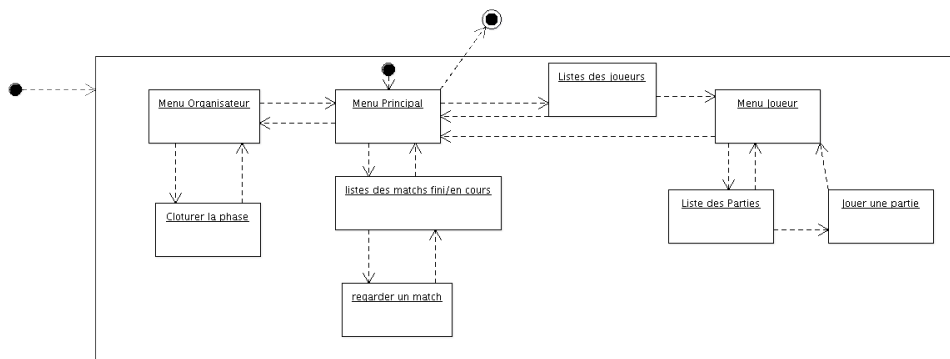 Listes des joueurs
Menu Organisateur
Menu Principal
Menu Joueur
listes des matchs fini/en cours
Liste des Parties
Jouer une partie
Cloturer la phase
regarder un match